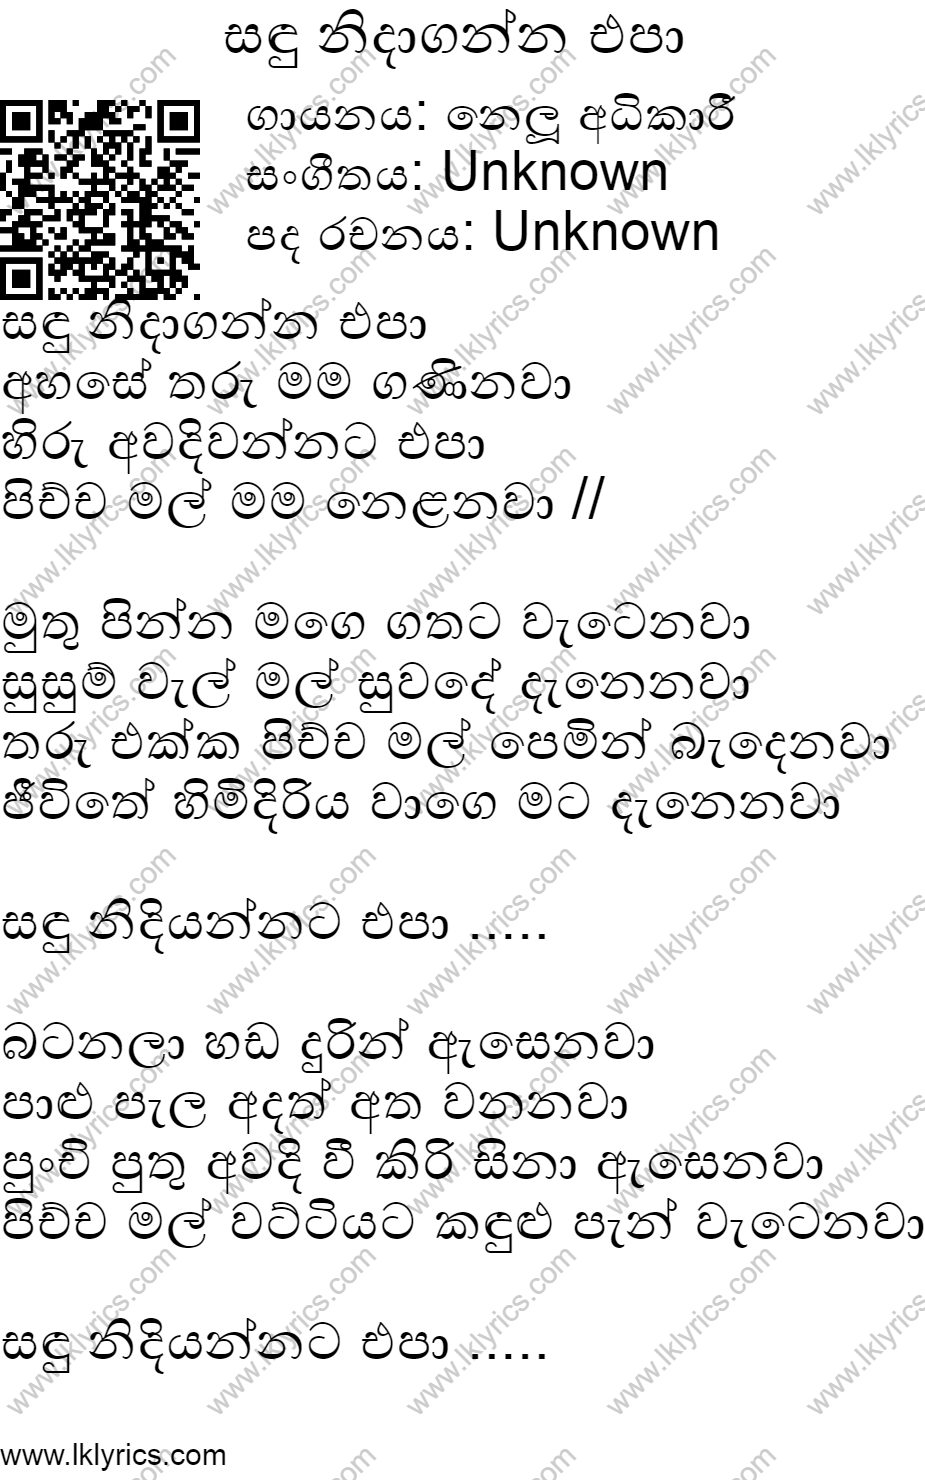 සඳු නිදාගන්න එපා
ගායනය: නෙලූ අධිකාරී
සංගීතය: Unknown
පද රචනය: Unknown
සඳු නිදාගන්න එපා
අහසේ තරු මම ගණිනවා
හිරු අවදිවන්නට එපා
පිච්ච මල් මම නෙළනවා //
මුතු පින්න මගෙ ගතට වැටෙනවා
සුසුම් වැල් මල් සුවදේ දැනෙනවා
තරු එක්ක පිච්ච මල් පෙමින් බැදෙනවා
ජීවිතේ හිමිදිරිය වාගෙ මට දැනෙනවා
සඳු නිදියන්නට එපා .....
බටනලා හඩ දුරින් ඇසෙනවා
පාළු පැල අදත් අත වනනවා
පුංචි පුතු අවදි වී කිරි සිනා ඇසෙනවා
පිච්ච මල් වට්ටියට කඳුළු පැන් වැටෙනවා
සඳු නිදියන්නට එපා .....
www.lklyrics.com